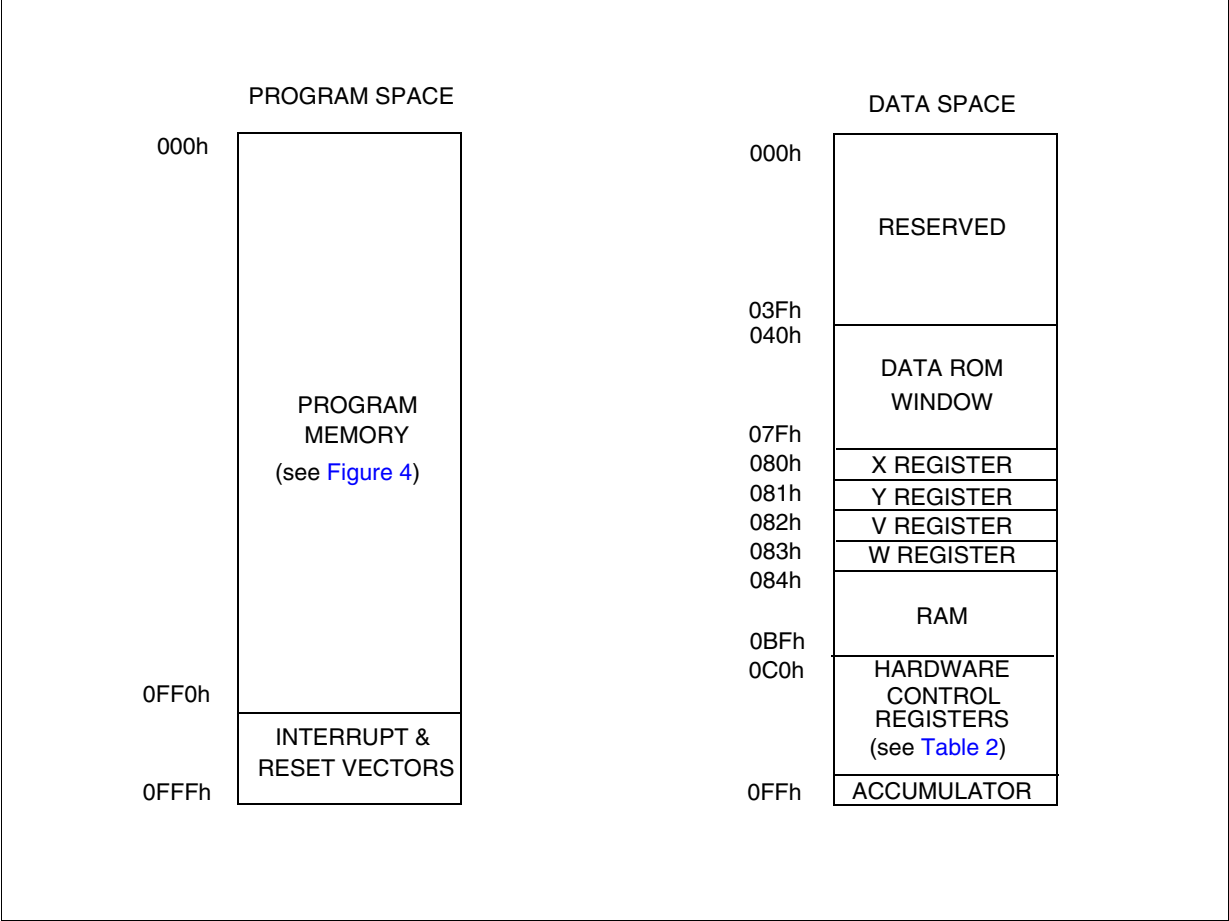 PROGRAM SPACE
000h
PROGRAM
MEMORY
(see Figure 4)
0FF0h
INTERRUPT &
RESET VECTORS
0FFFh
DATA SPACE
000h
RESERVED
03Fh
040h
DATA ROM
WINDOW
07Fh
080h
X REGISTER
081h
Y REGISTER
082h
V REGISTER
083h
W REGISTER
084h
RAM
0BFh
0C0h
HARDWARE
CONTROL
REGISTERS
(see Table 2)
0FFh
ACCUMULATOR